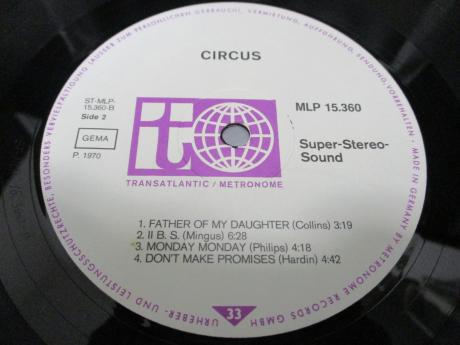 CIRCUS
ST-MLP-
15.360-B
Side 2
GEMA
P. 1970
MLP 15.360
Super-Stereo-
Sound
it
TRANSATLANTIC / METRONOME
1. FATHER OF MY DAUGHTER (Collins) 3:19
2. II B. S. (Mingus) 6:28
3. MONDAY MONDAY (Philips) 4:18
4. DON'T MAKE PROMISES (Hardin) 4:42
33
URHEBER- UND LEISTUNGSSCHUTZRECHTE, BESONDERS VERVIELFÄLTIGUNG (AUSSER ZUM PERSÖNLICHEN GEBRAUCH), VERMIETUNG, AUFFÜHRUNG, SENDUNG, VORBEHALTEN • MADE IN GERMANY BY METRONOME RECORDS GMBH